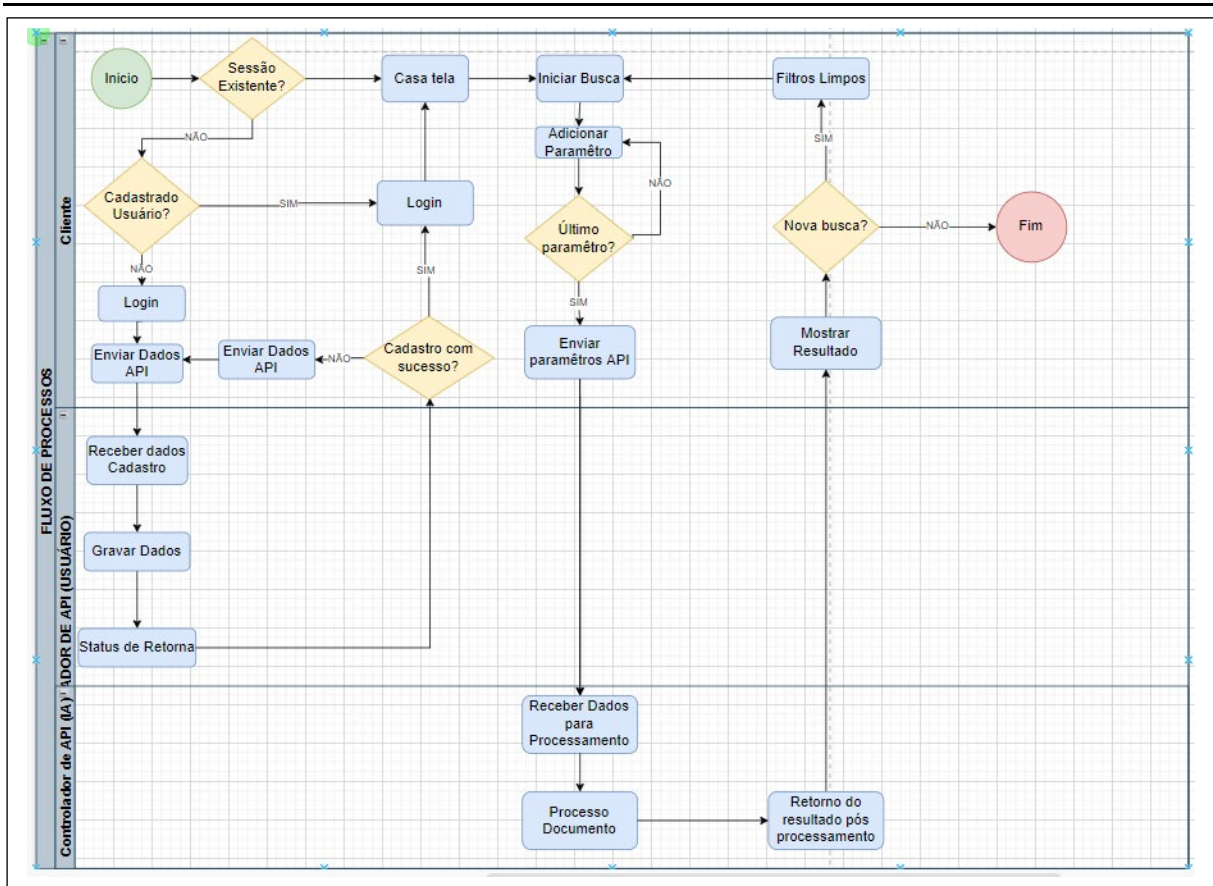 FLUXO DE PROCESSOS
Cliente
Inicio
Sessão
Existente?
Casa tela
Iniciar Busca
Filtros Limpos
NÃO
Adicionar
Paramêtro
SIM
Cadastrado
Usuário?
SIM
Login
NÃO
Último
paramêtro?
Nova busca?
NÃO
Fim
NÃO
SIM
Login
SIM
Enviar Dados
API
Enviar Dados
API
NÃO
Cadastro com
sucesso?
Enviar
paramêtros API
Mostrar
Resultado
ADOR DE API (USUÁRIO)
Receber dados
Cadastro
Gravar Dados
Status de Retorna
Controlador de API (IA)
Receber Dados
para
Processamento
Processo
Documento
Retorno do
resultado pós
processamento